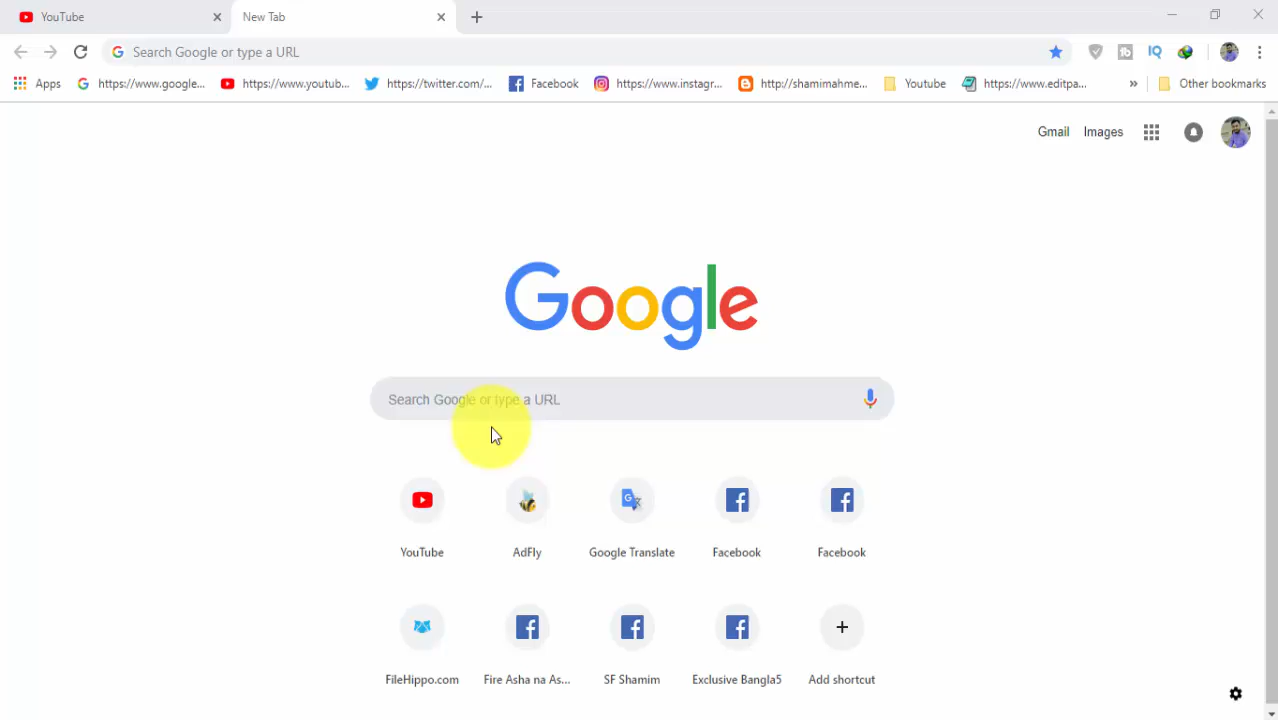 YouTube
New Tab
Search Google or type a URL
Apps
https://www.google...
https://www.youtub...
https://twitter.com/...
Facebook
https://www.instagr...
http://shamimahme...
Youtube
https://www.editpa...
»
Other bookmarks
Gmail
Images
Google
Search Google or type a URL
YouTube
AdFly
Google Translate
Facebook
Facebook
FileHippo.com
Fire Asha na As...
SF Shamim
Exclusive Bangla5
Add shortcut